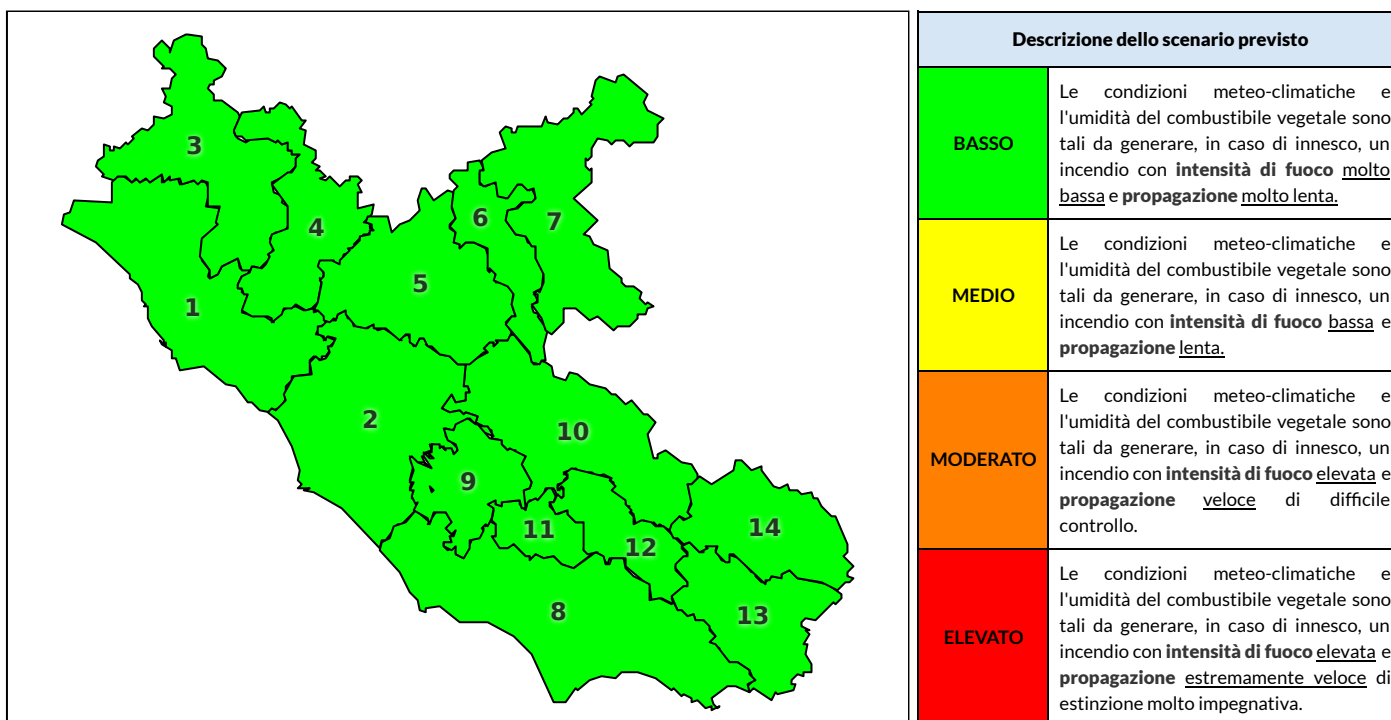 3
4
6
7
5
1
2
10
9
11
12
14
8
13
Descrizione dello scenario previsto
BASSO
Le condizioni meteo-climatiche e
l'umidità del combustibile vegetale sono
tali da generare, in caso di innesco, un
incendio con intensità di fuoco molto
bassa e propagazione molto lenta.
MEDIO
Le condizioni meteo-climatiche e
l'umidità del combustibile vegetale sono
tali da generare, in caso di innesco, un
incendio con intensità di fuoco bassa e
propagazione lenta.
MODERATO
Le condizioni meteo-climatiche e
l'umidità del combustibile vegetale sono
tali da generare, in caso di innesco, un
incendio con intensità di fuoco elevata e
propagazione veloce di difficile
controllo.
ELEVATO
Le condizioni meteo-climatiche e
l'umidità del combustibile vegetale sono
tali da generare, in caso di innesco, un
incendio con intensità di fuoco elevata e
propagazione estremamente veloce di
estinzione molto impegnativa.